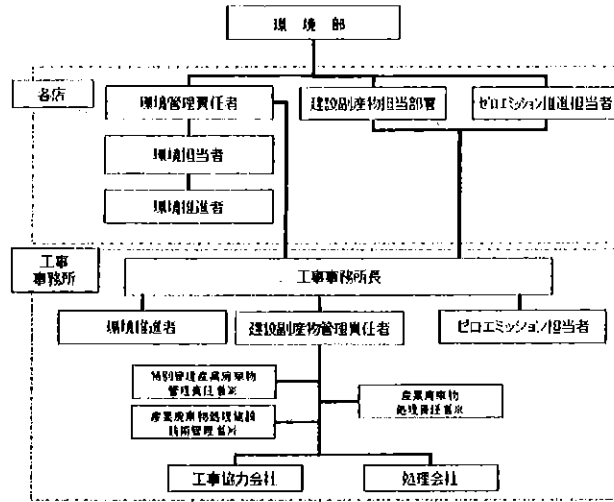 環境部
各店
環境管理責任者
建設副産物担当部署
ゼロエミッション推進担当者
環境担当者
環境推進者
工事
事務所
工事事務所長
環境推進者
建設副産物管理責任者
ゼロエミッション担当者
特別管理産業廃棄物
管理責任者※
産業廃棄物
処理責任者※
産業廃棄物処理施設
技術管理者※
工事協力会社
処理会社